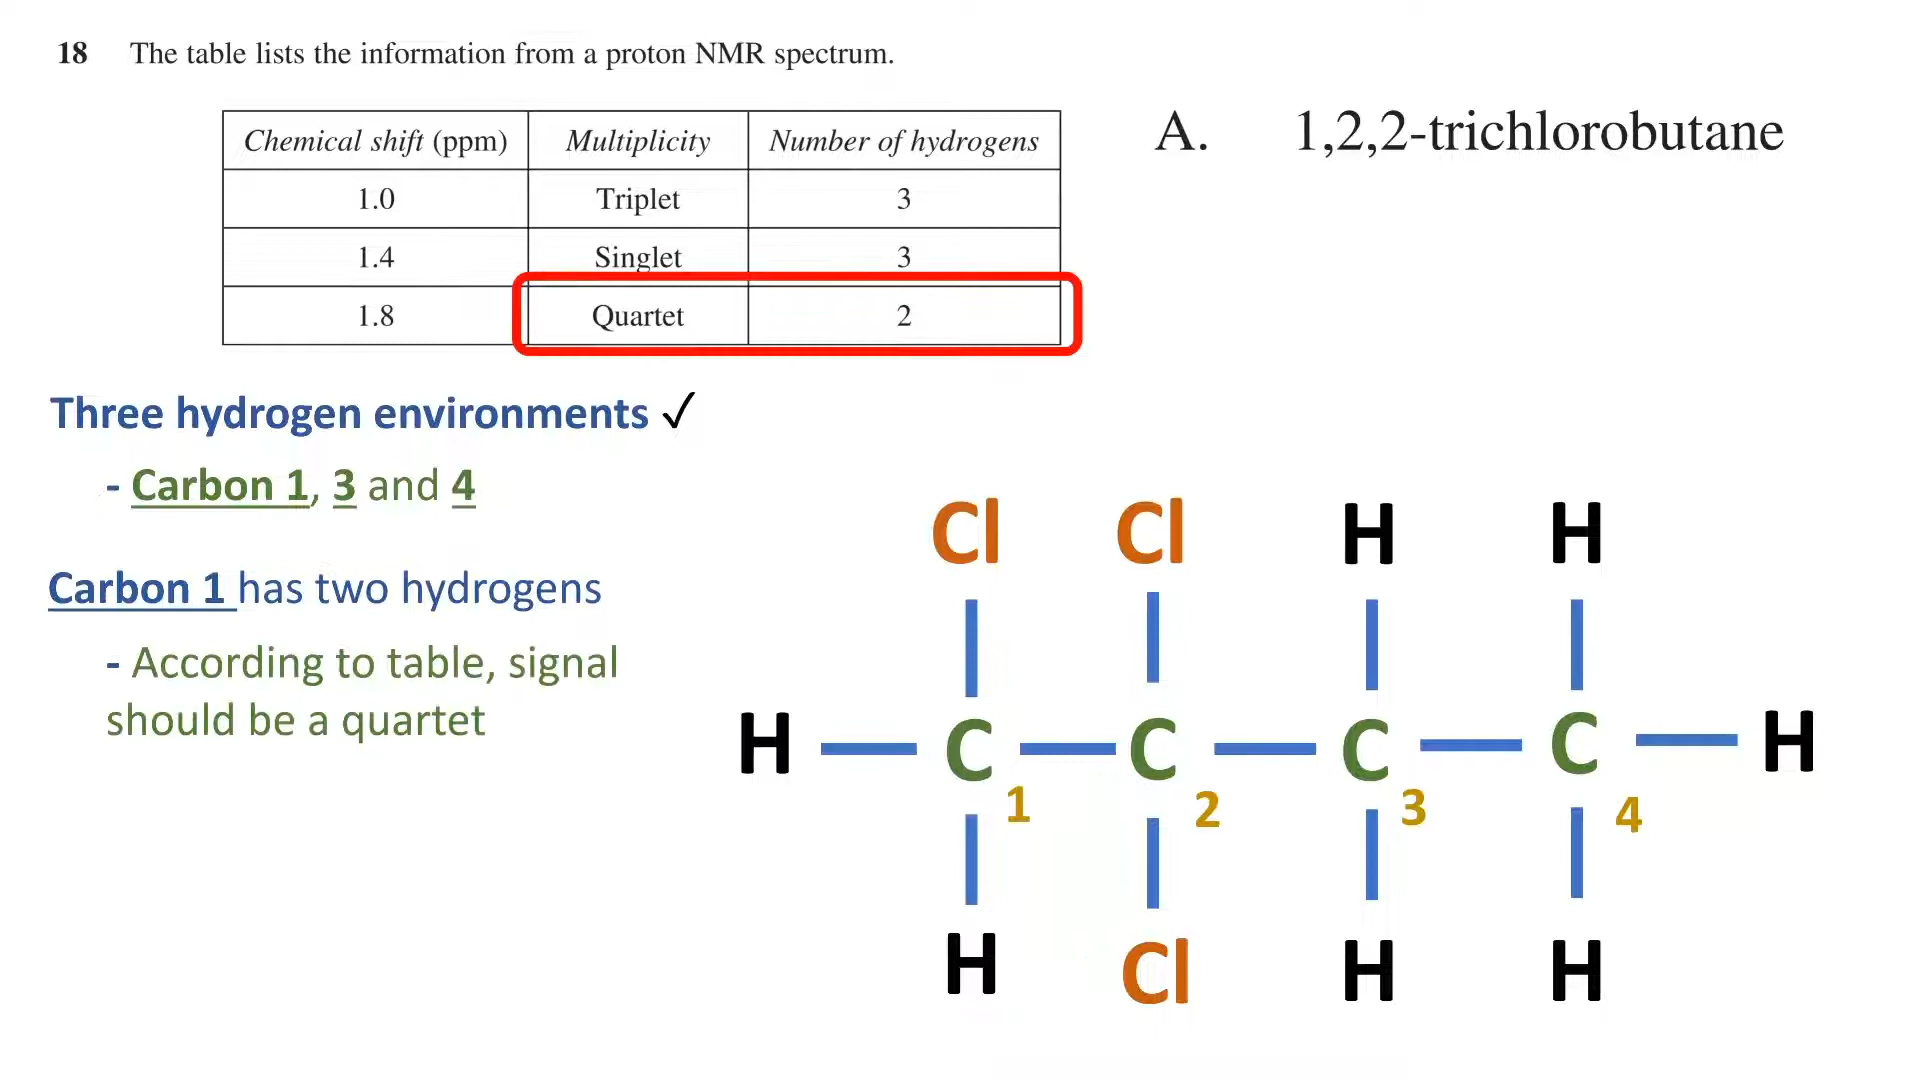 18 The table lists the information from a proton NMR spectrum.
Chemical shift (ppm) Multiplicity Number of hydrogens
1.0 Triplet 3
1.4 Singlet 3
1.8 Quartet 2
A. 1,2,2-trichlorobutane
Three hydrogen environments ✓
- Carbon 1, 3 and 4
Carbon 1 has two hydrogens
- According to table, signal
should be a quartet
Cl Cl H H
H C C C C H
1 2 3 4
H Cl H H